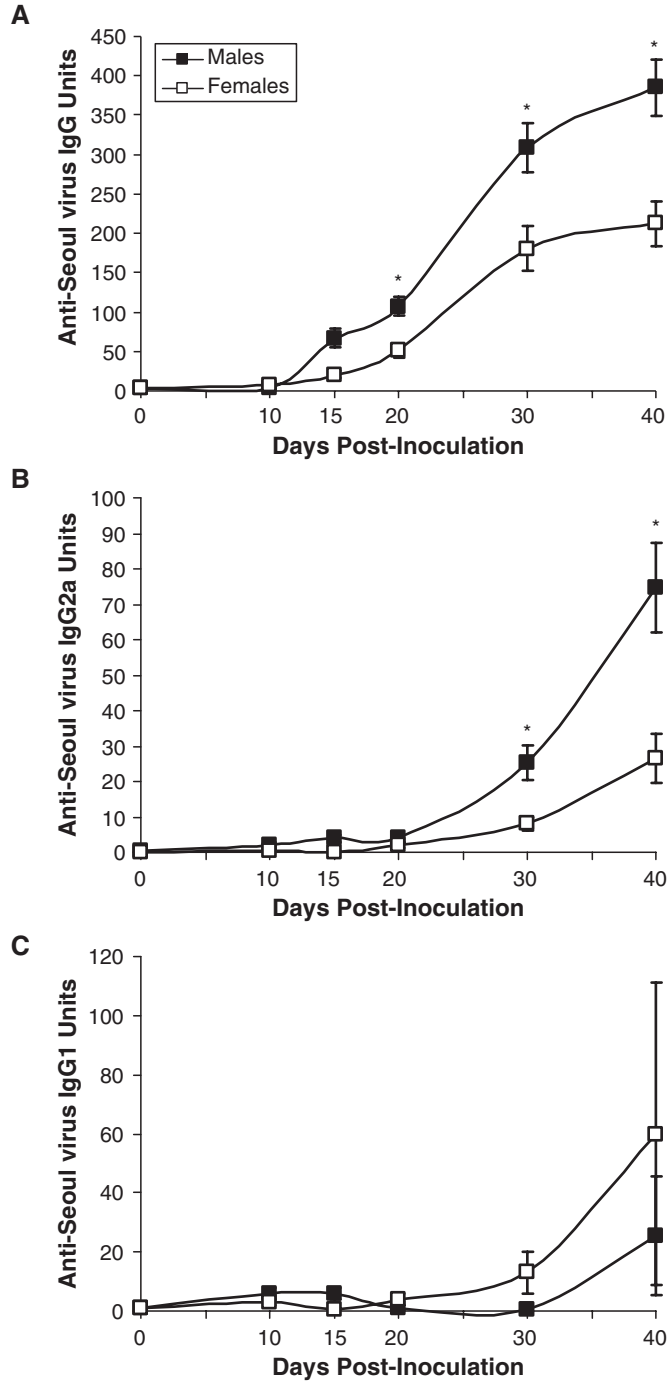 A
Anti-Seoul virus IgG Units
450
400
350
300
250
200
150
100
50
0
Males
Females
*
*
*
0 10 15 20 30 40
Days Post-Inoculation
B
Anti-Seoul virus IgG2a Units
100
90
80
70
60
50
40
30
20
10
0
*
*
0 10 15 20 30 40
Days Post-Inoculation
C
Anti-Seoul virus IgG1 Units
120
100
80
60
40
20
0
0 10 15 20 30 40
Days Post-Inoculation